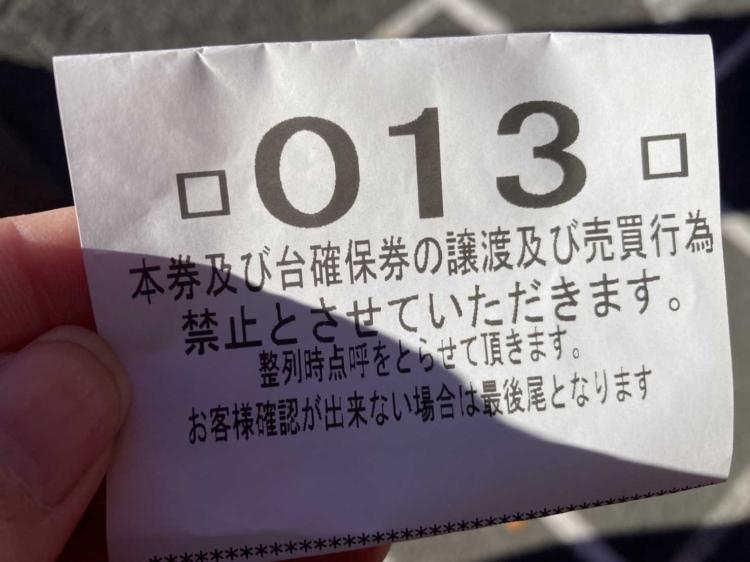 □ 013 □
本券及び台確保券の譲渡及び売買行為
禁止とさせていただきます。
整列時点呼をとらせて頂きます。
お客様確認が出来ない場合は最後尾となります
****************************************